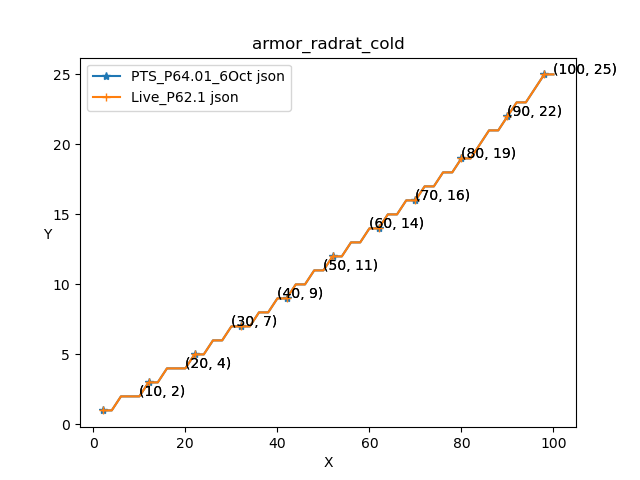 armor_radrat_cold
PTS_P64.01_6Oct json
Live_P62.1 json
(100, 25)
(90, 22)
(80, 19)
(70, 16)
(60, 14)
(50, 11)
(40, 9)
(30, 7)
(20, 4)
(10, 2)
25
20
15
10
5
0
Y
0 20 40 60 80 100
X